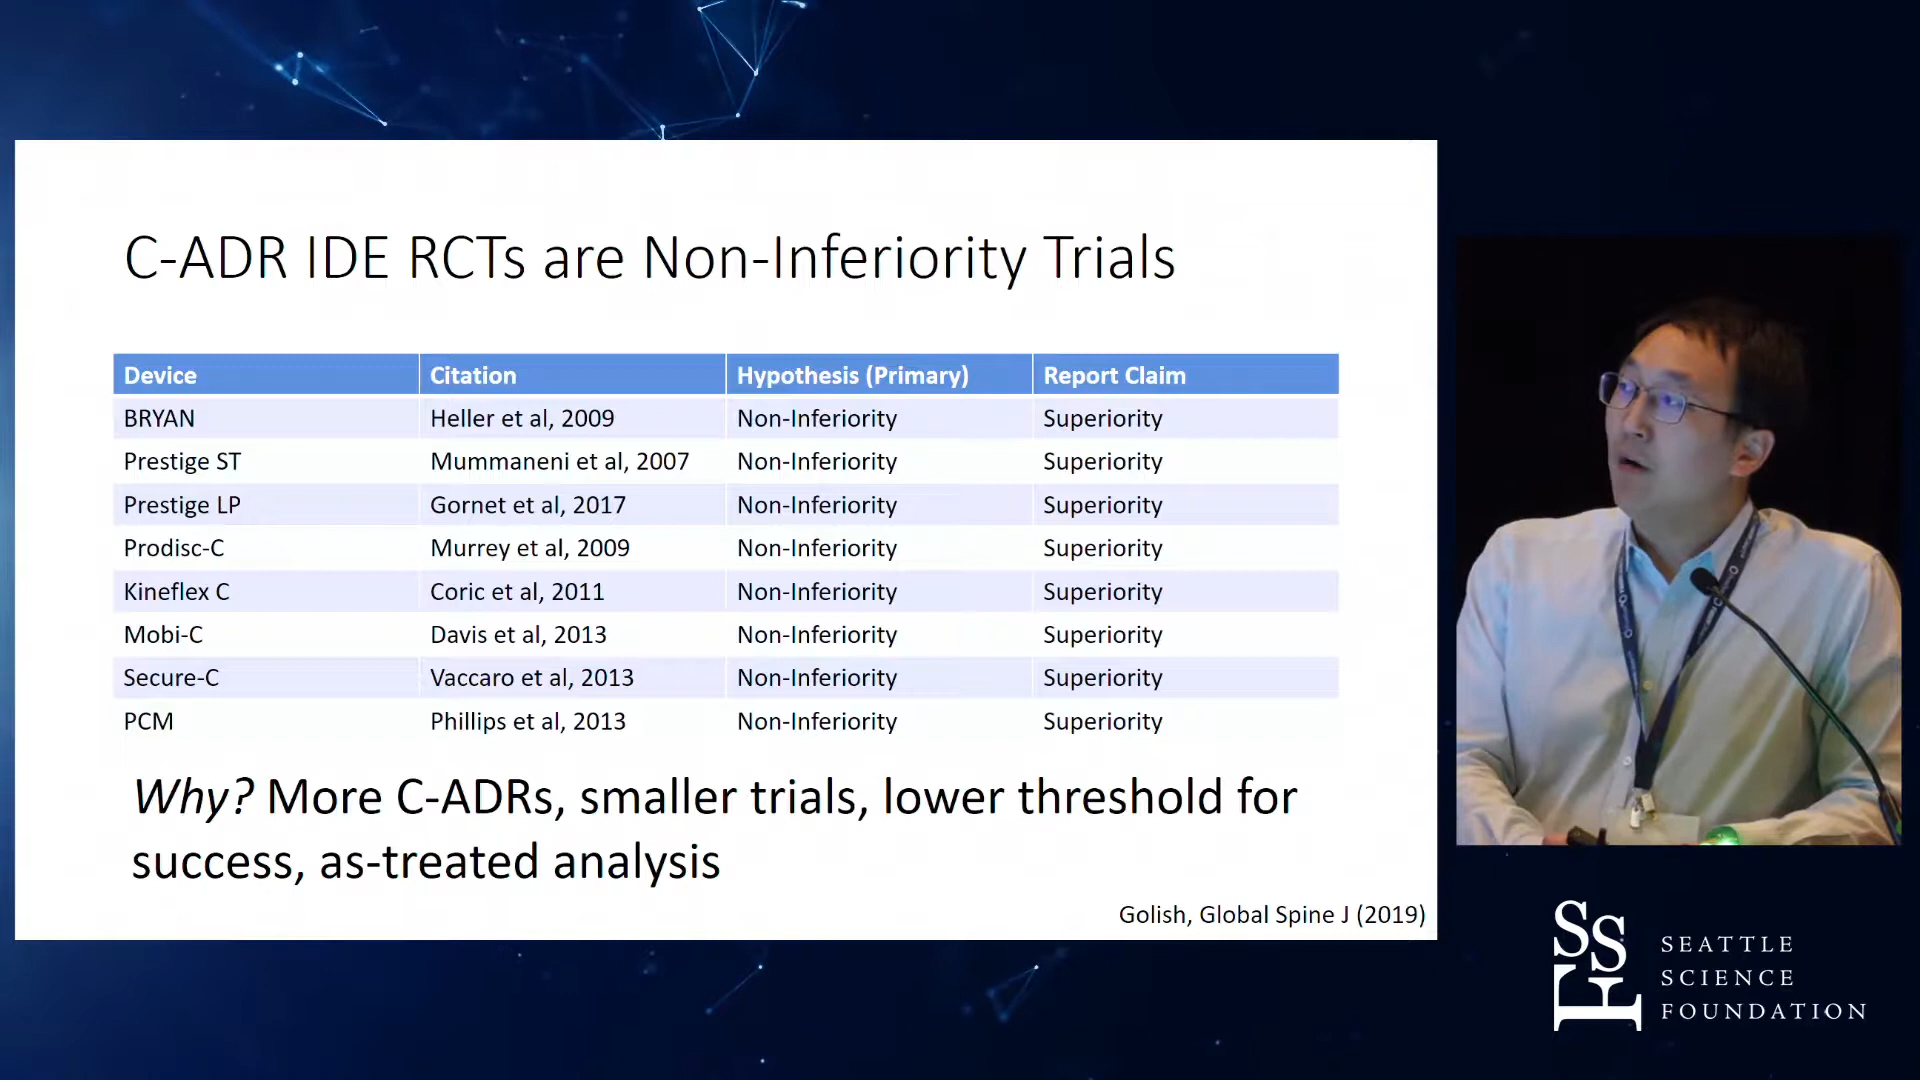 C-ADR IDE RCTs are Non-Inferiority Trials
Device Citation Hypothesis (Primary) Report Claim
BRYAN Heller et al, 2009 Non-Inferiority Superiority
Prestige ST Mummaneni et al, 2007 Non-Inferiority Superiority
Prestige LP Gornet et al, 2017 Non-Inferiority Superiority
Prodisc-C Murrey et al, 2009 Non-Inferiority Superiority
Kineflex C Coric et al, 2011 Non-Inferiority Superiority
Mobi-C Davis et al, 2013 Non-Inferiority Superiority
Secure-C Vaccaro et al, 2013 Non-Inferiority Superiority
PCM Phillips et al, 2013 Non-Inferiority Superiority
Why? More C-ADRs, smaller trials, lower threshold for
success, as-treated analysis
Golish, Global Spine J (2019)
SSF
SEATTLE
SCIENCE
FOUNDATION